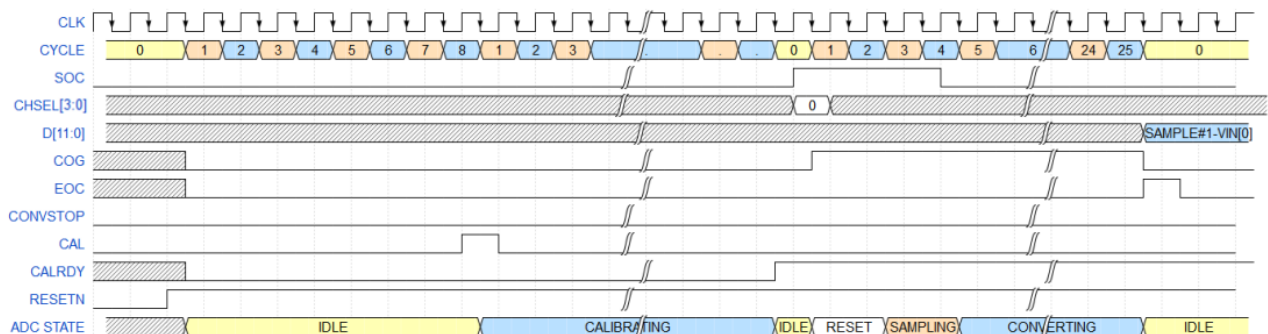 CLK
CYCLE 0 1 2 3 4 5 6 7 8 1 2 3 . . . 0 1 2 3 4 5 6 24 25 0
SOC
CHSEL[3:0] 0
D[11:0] SAMPLE#1-VIN[0]
COG
EOC
CONVSTOP
CAL
CALRDY
RESETN
ADC STATE IDLE CALIBRATING IDLE RESET SAMPLING CONVERTING IDLE